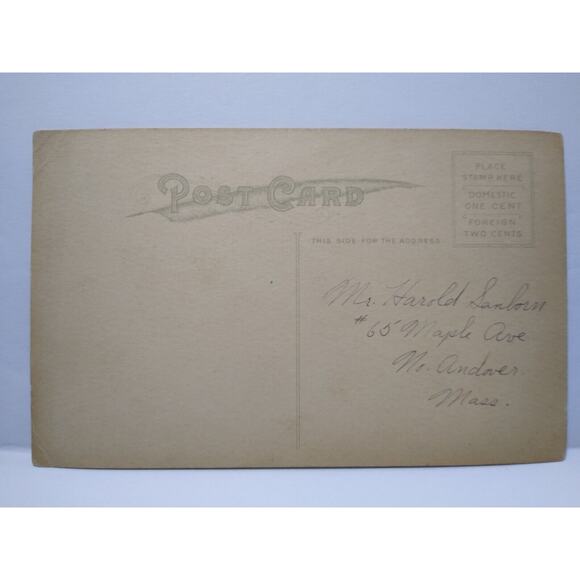 POST CARD
PLACE
STAMP HERE
DOMESTIC
ONE CENT
FOREIGN
TWO CENTS
THIS SIDE FOR THE ADDRESS
Mr. Harold Sanborn
#65 Maple Ave
No. Andover
Mass.